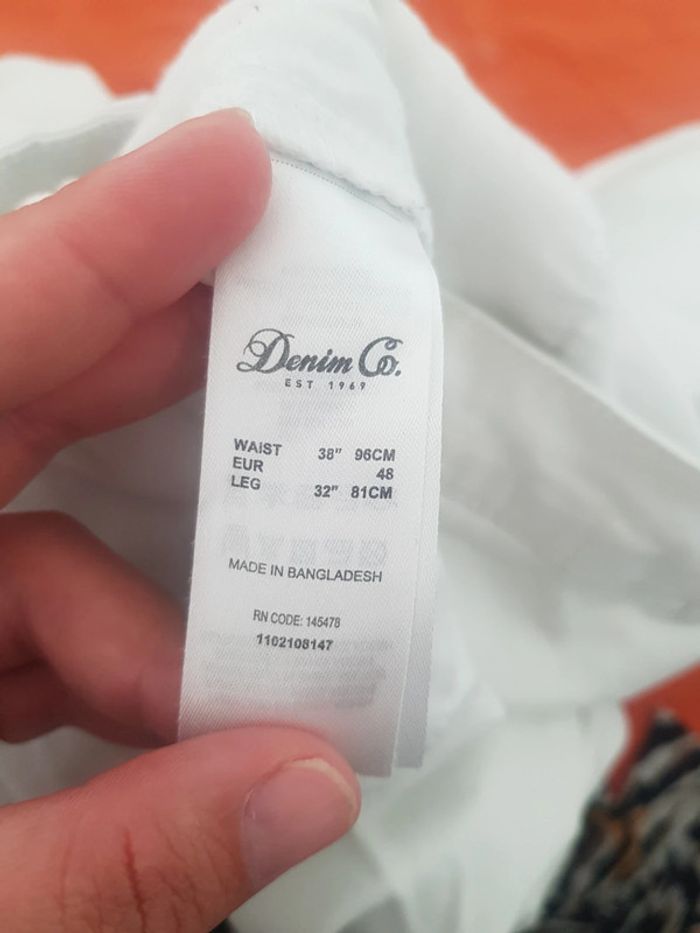 Denim Co.
EST 1969
WAIST 38" 96CM
EUR 48
LEG 32" 81CM
MADE IN BANGLADESH
RN CODE: 145478
1102108147